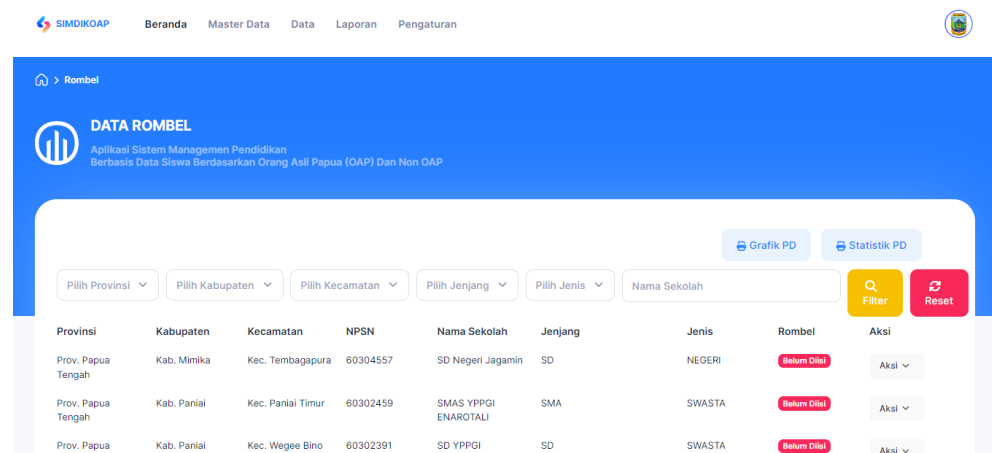 SIMDIKOAP Beranda Master Data Data Laporan Pengaturan
> Rombel
DATA ROMBEL
Aplikasi Sistem Managemen Pendidikan
Berbasis Data Siswa Berdasarkan Orang Asli Papua (OAP) Dan Non OAP
Grafik PD Statistik PD
Pilih Provinsi Pilih Kabupaten Pilih Kecamatan Pilih Jenjang Pilih Jenis Nama Sekolah Filter Reset
Provinsi Kabupaten Kecamatan NPSN Nama Sekolah Jenjang Jenis Rombel Aksi
Prov. Papua Kab. Mimika Kec. Tembagapura 60304557 SD Negeri Jagamin SD NEGERI Belum Diisi Aksi
Tengah
Prov. Papua Kab. Paniai Kec. Paniai Timur 60302459 SMAS YPPGI SMA SWASTA Belum Diisi Aksi
Tengah ENAROTALI
Prov. Papua Kab. Paniai Kec. Wegee Bino 60302391 SD YPPGI SD SWASTA Belum Diisi Aksi